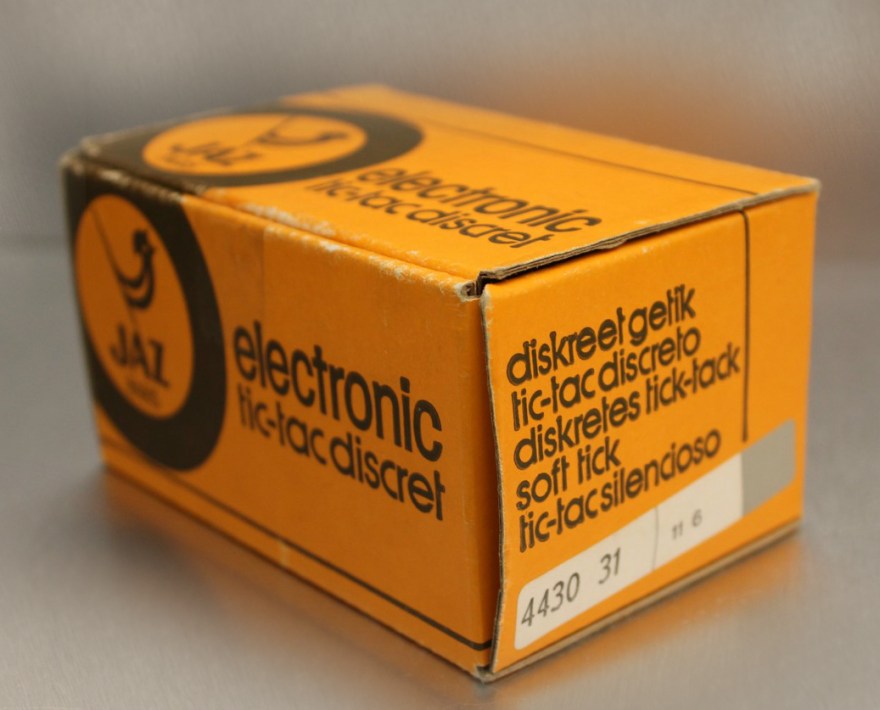 JAZ
electronic
tic-tac discret
JAZ
electronic
tic-tac discret
diskreet getik
tic-tac discreto
diskretes tick-tack
soft tick
tic-tac silencioso
4430 31
11 6